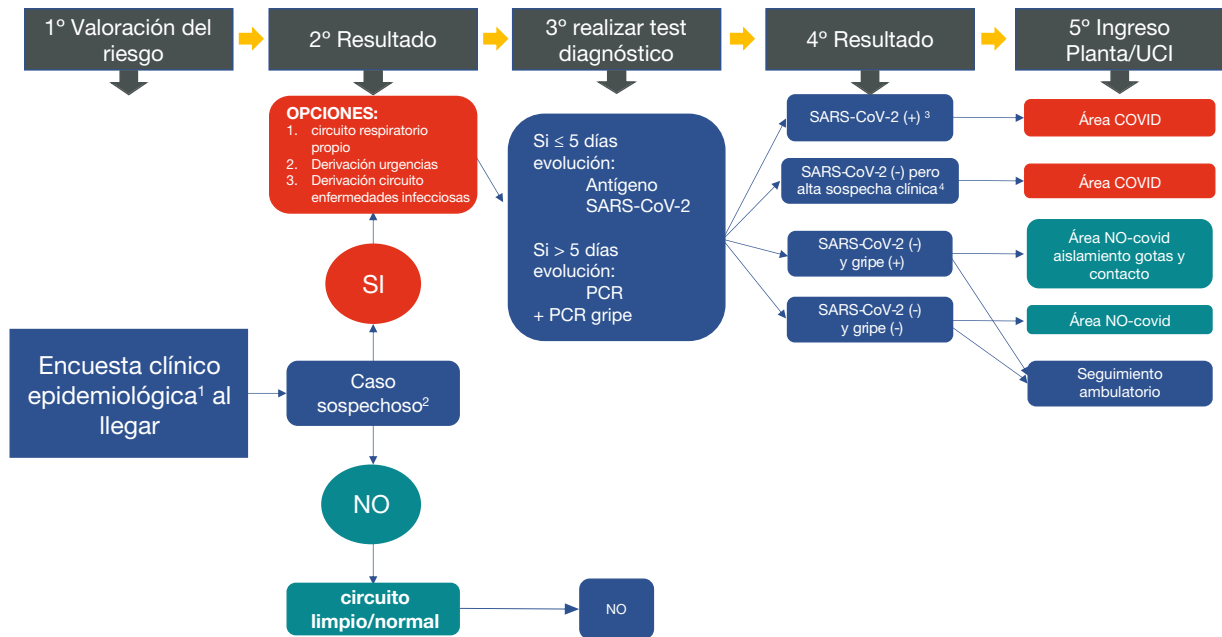 1º Valoración del
riesgo
2º Resultado
3º realizar test
diagnóstico
4º Resultado
5º Ingreso
Planta/UCI
OPCIONES:
1. circuito respiratorio
propio
2. Derivación urgencias
3. Derivación circuito
enfermedades infecciosas
Si ≤ 5 días
evolución:
Antígeno
SARS-CoV-2
Si > 5 días
evolución:
PCR
+ PCR gripe
SARS-CoV-2 (+) ³
Área COVID
SARS-CoV-2 (-) pero
alta sospecha clínica⁴
Área COVID
SARS-CoV-2 (-)
y gripe (+)
Área NO-covid
aislamiento gotas y
contacto
SARS-CoV-2 (-)
y gripe (-)
Área NO-covid
Seguimiento
ambulatorio
SI
Encuesta clínico
epidemiológica¹ al
llegar
Caso
sospechoso²
NO
circuito
limpio/normal
NO